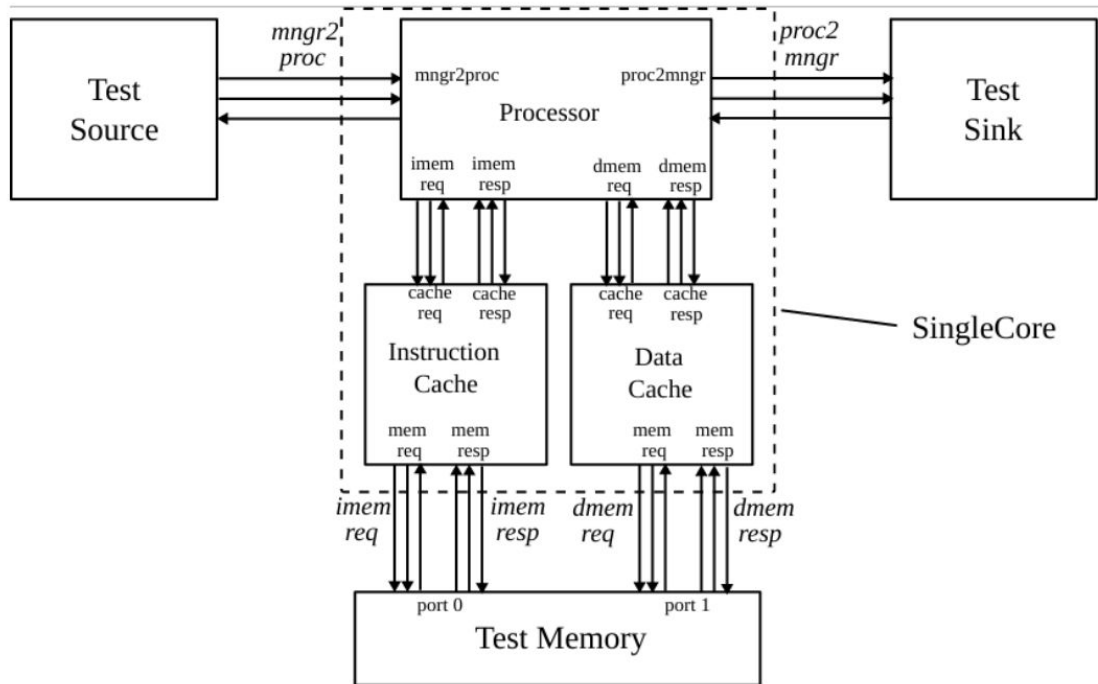 mngr2
proc
proc2
mngr
Test
Source
mngr2proc
proc2mngr
Processor
Test
Sink
imem
req
imem
resp
dmem
req
dmem
resp
cache
req
cache
resp
cache
req
cache
resp
Instruction
Cache
Data
Cache
SingleCore
mem
req
mem
resp
mem
req
mem
resp
imem
req
imem
resp
dmem
req
dmem
resp
port 0
port 1
Test Memory